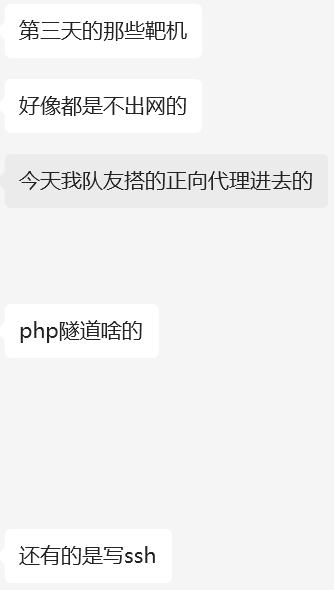 第三天的那些靶机
好像都是不出网的
今天我队友搭的正向代理进去的
php隧道啥的
还有的是写ssh